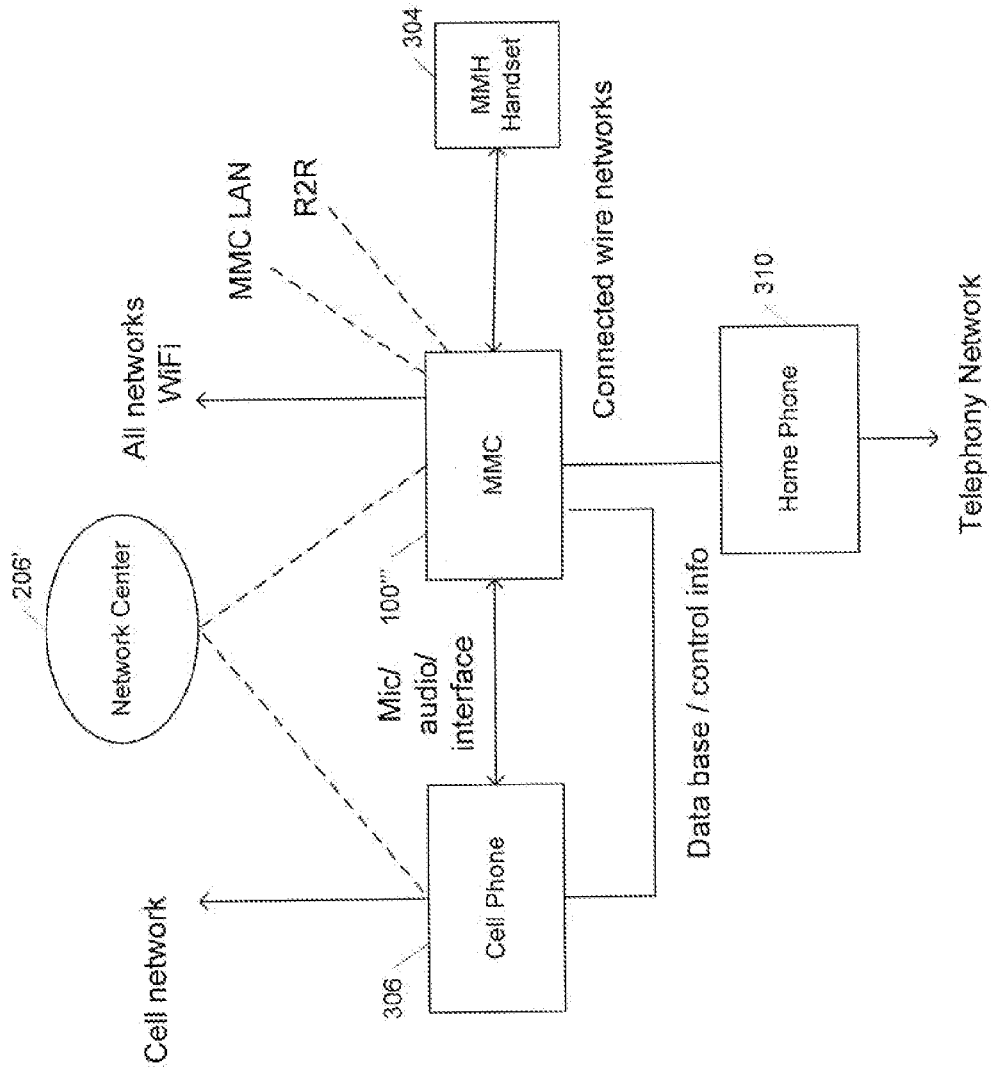 206'
Network Center
Cell network
All networks
WiFi
MMC LAN
R2R
304
MMH
Handset
306
Cell Phone
Mic/
audio/
interface
100'''
MMC
Connected wire networks
Data base / control info
310
Home Phone
Telephony Network